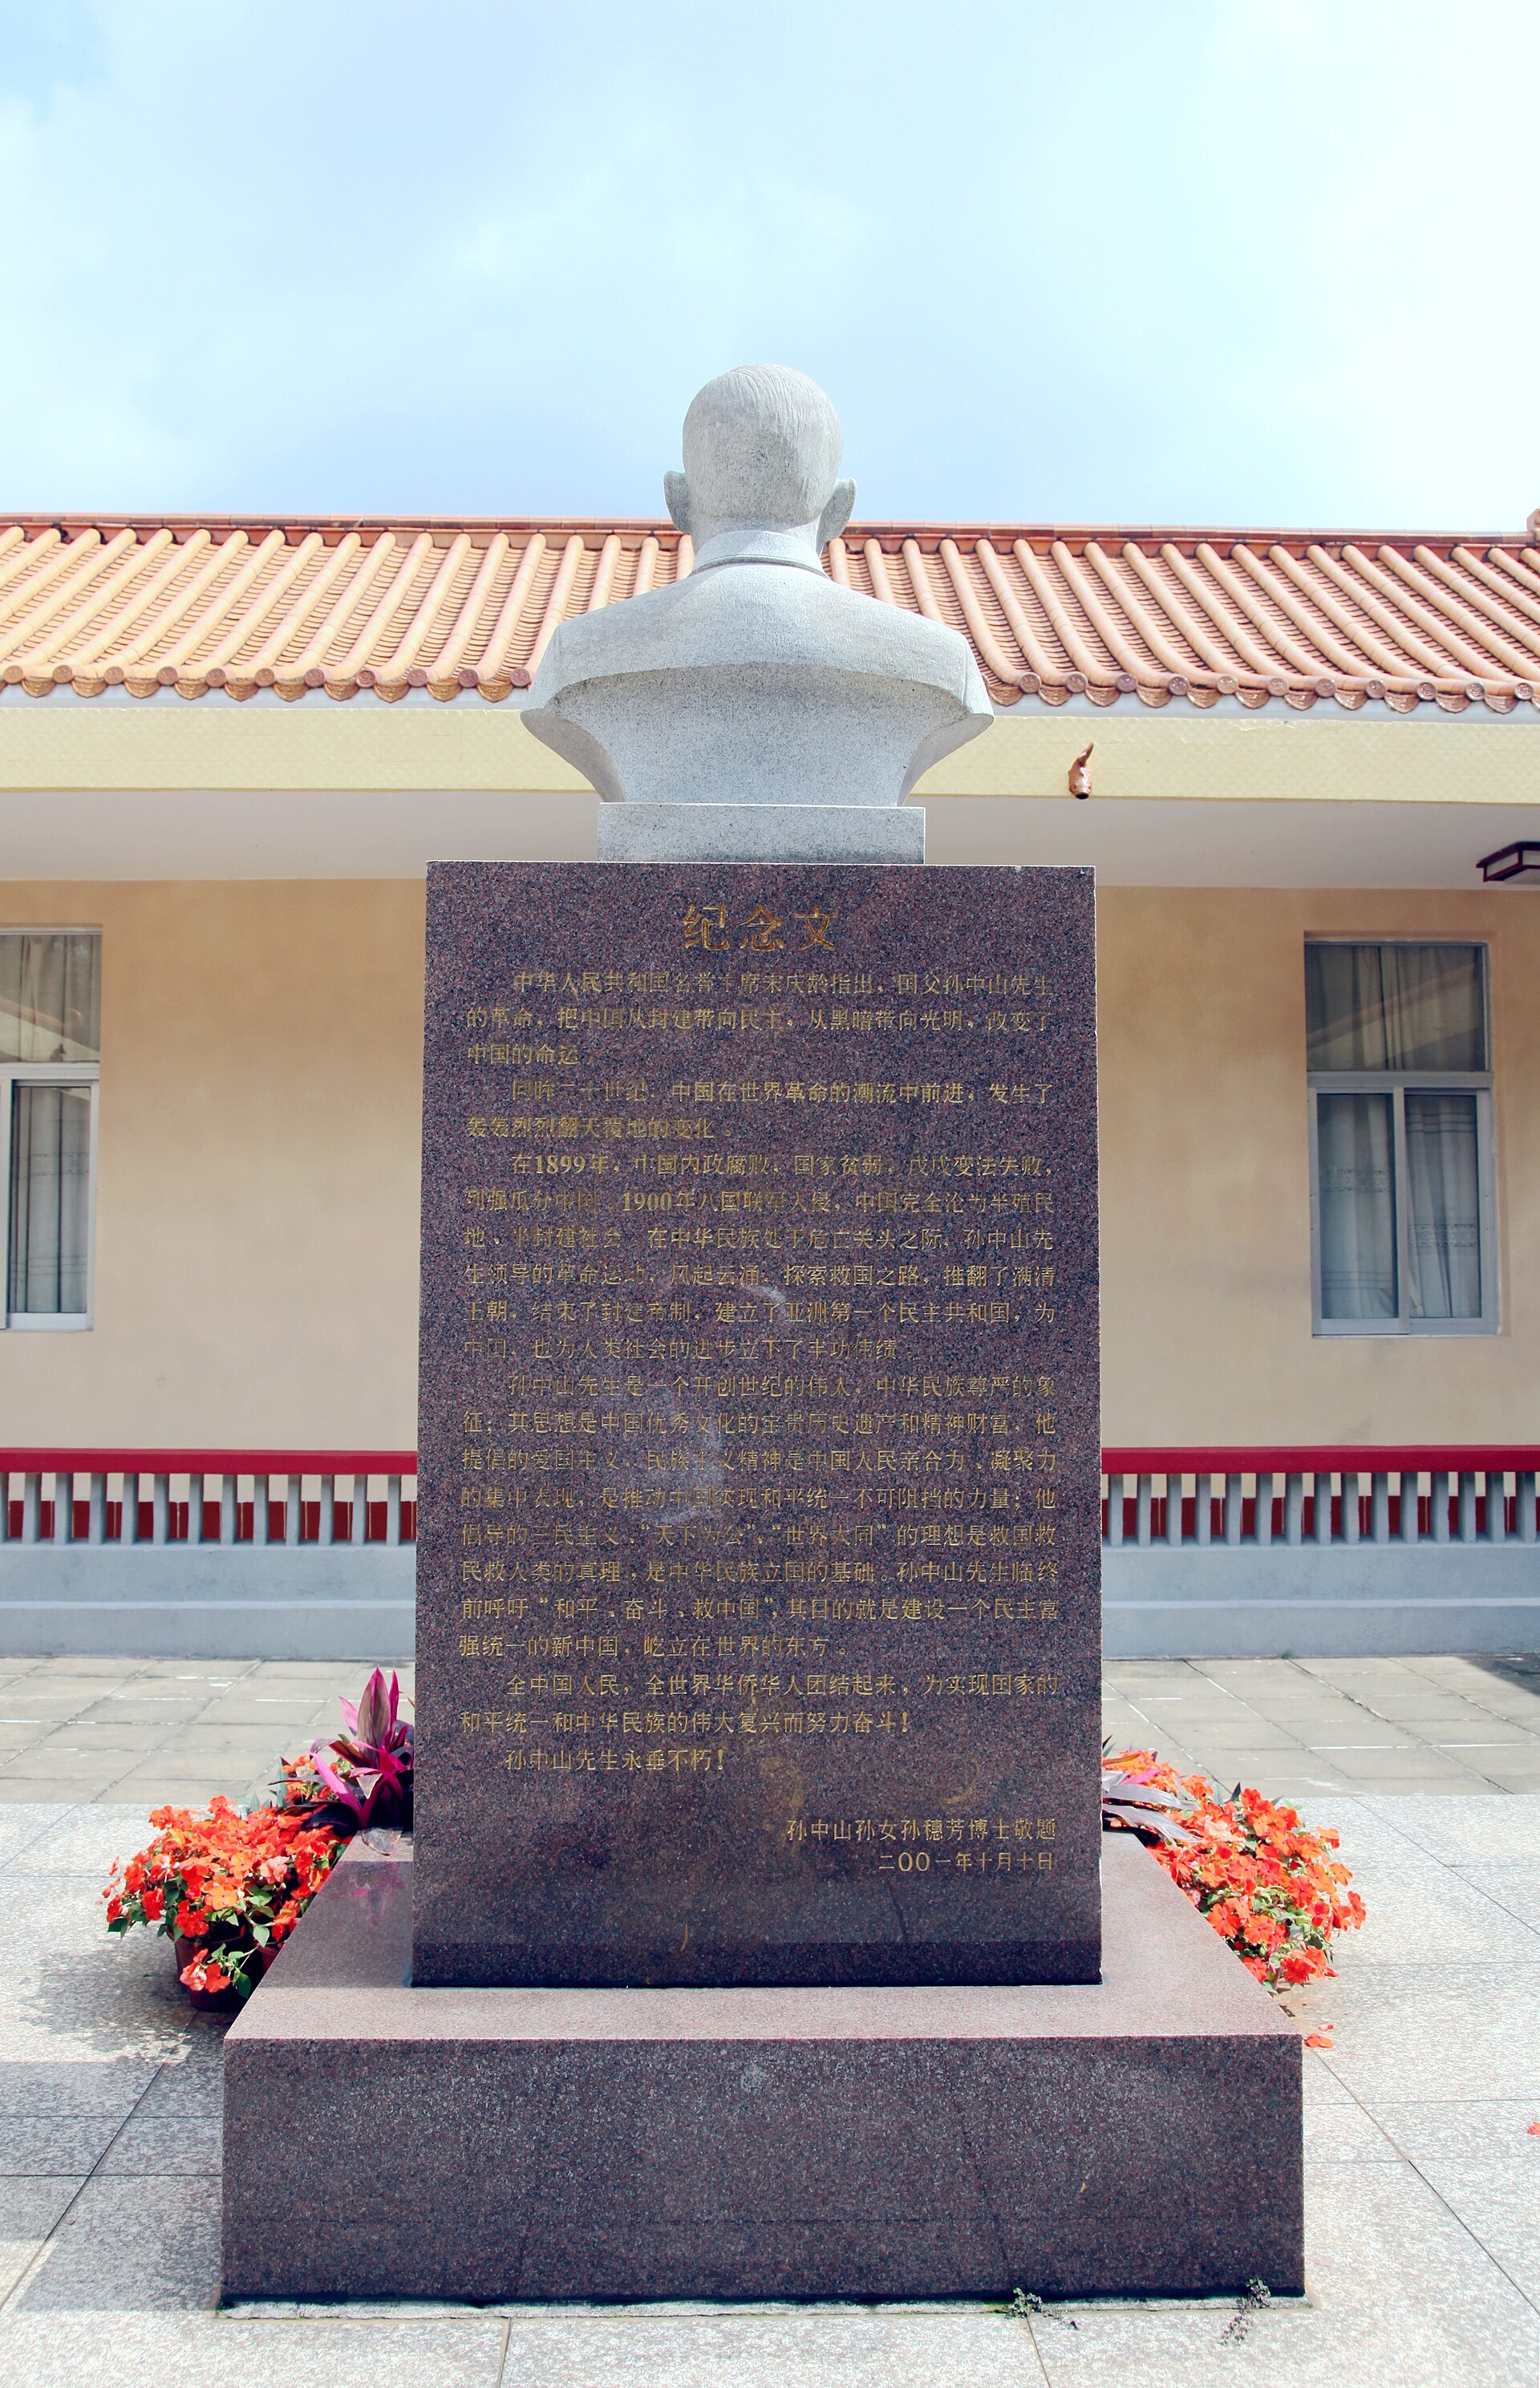 纪念文
中华人民共和国名誉主席宋庆龄指出，国父孙中山先生
的革命，把中国从封建带向民主，从黑暗带向光明，改变了
中国的命运。
回眸二十世纪，中国在世界革命的潮流中前进，发生了
轰轰烈烈翻天覆地的变化。
在1899年，中国内政腐败，国家贫弱，戊戌变法失败，
列强瓜分中国。1900年八国联军入侵，中国完全沦为半殖民
地、半封建社会。在中华民族处于危亡关头之际，孙中山先
生领导的革命运动，风起云涌，探索救国之路，推翻了满清
王朝，结束了封建帝制，建立了亚洲第一个民主共和国，为
中国，也为人类社会的进步立下了丰功伟绩。
孙中山先生是一个开创世纪的伟人，中华民族尊严的象
征；其思想是中国优秀文化的宝贵历史遗产和精神财富，他
提倡的爱国主义、民族主义精神是中国人民亲合力、凝聚力
的集中表现，是推动中国实现和平统一不可阻挡的力量；他
倡导的三民主义、“天下为公”、“世界大同”的理想是救国救
民救人类的真理，是中华民族立国的基础。孙中山先生临终
前呼吁“和平、奋斗、救中国”，其目的就是建设一个民主富
强统一的新中国，屹立在世界的东方。
全中国人民，全世界华侨华人团结起来，为实现国家的
和平统一和中华民族的伟大复兴而努力奋斗！
孙中山先生永垂不朽！
孙中山孙女孙穗芳博士敬题
二00一年十月十日